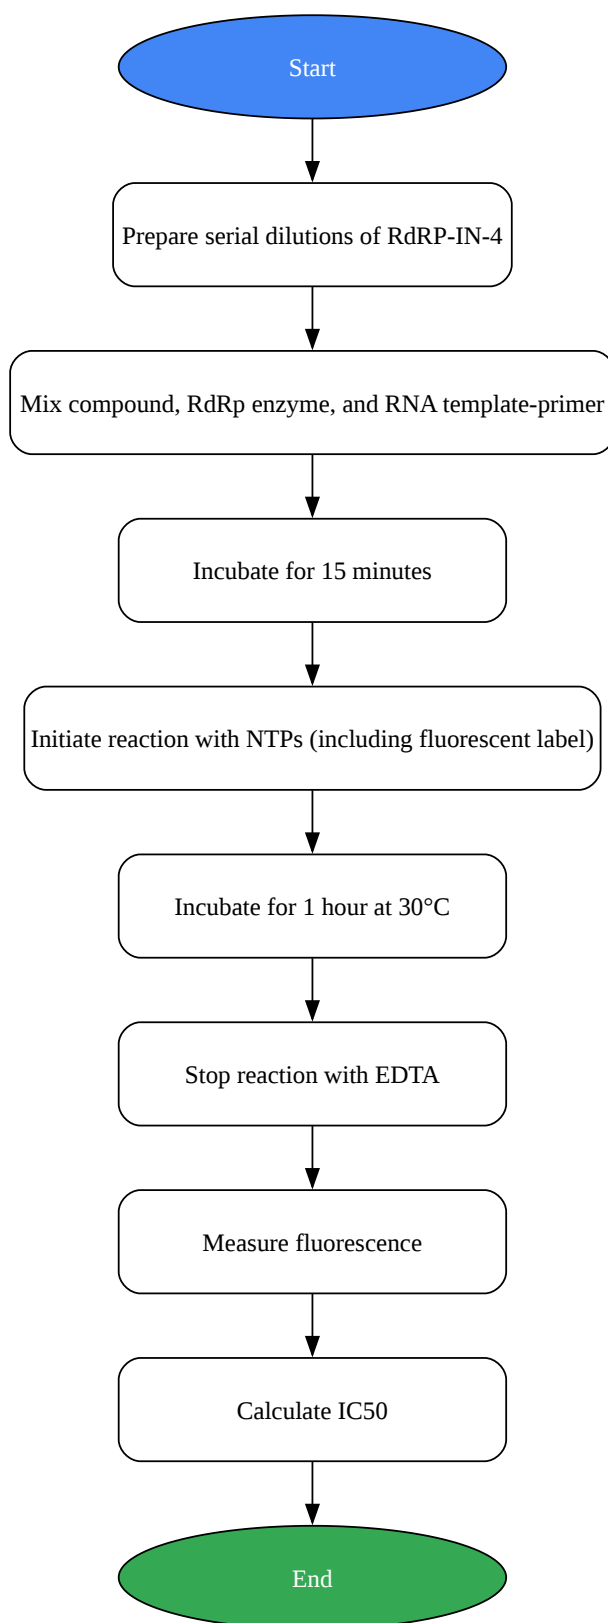 Start
Prepare serial dilutions of RdRP-IN-4
Mix compound, RdRp enzyme, and RNA template-primer
Incubate for 15 minutes
Initiate reaction with NTPs (including fluorescent label)
Incubate for 1 hour at 30°C
Stop reaction with EDTA
Measure fluorescence
Calculate IC50
End